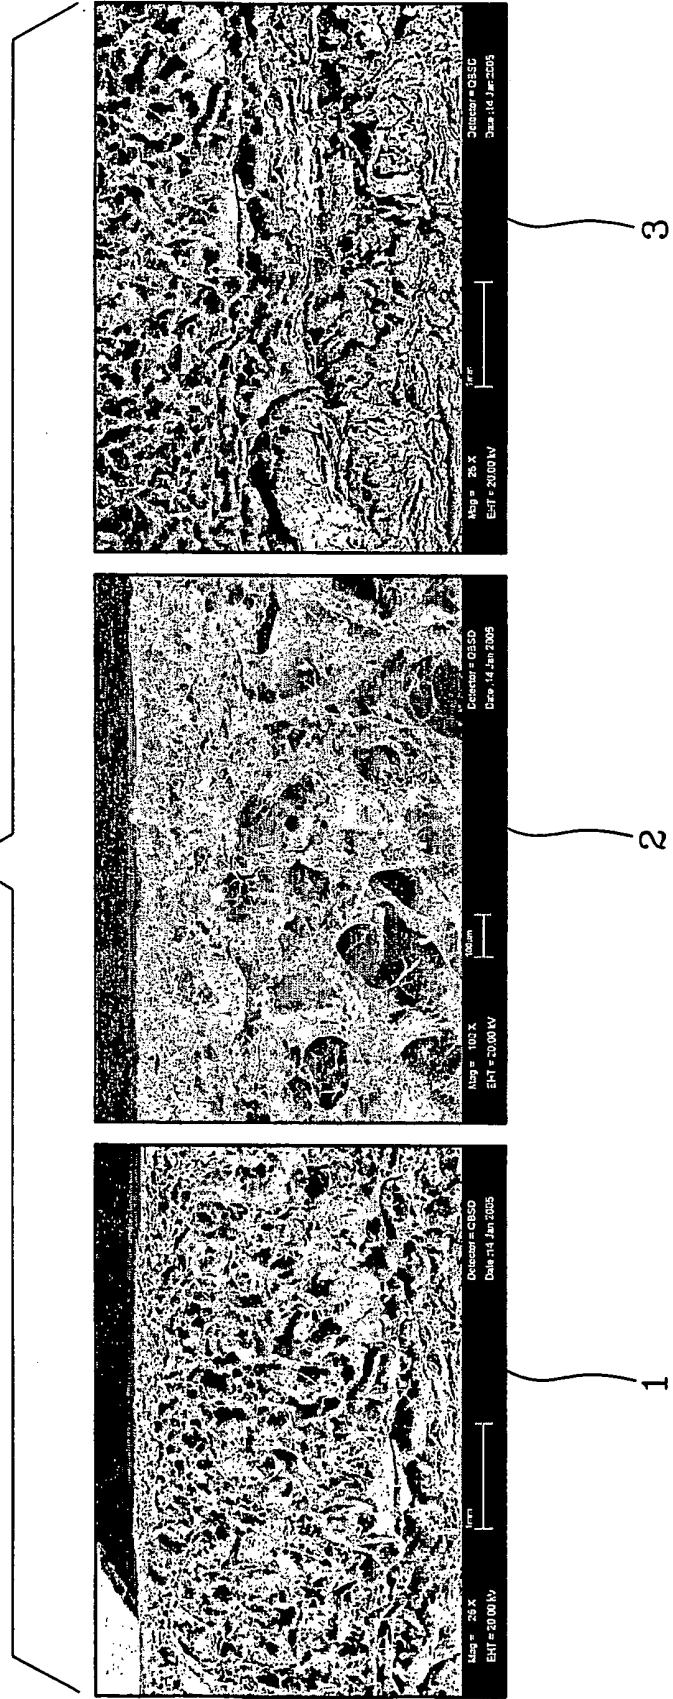 1mm
Mag = 25 X
Detector = QBSD
EHT = 20.00 kV
Date :14 Jan 2005
1
100µm
Mag = 100 X
Detector = QBSD
EHT = 20.00 kV
Date :14 Jan 2005
2
1mm
Mag = 25 X
Detector = QBSD
EHT = 20.00 kV
Date :14 Jan 2005
3